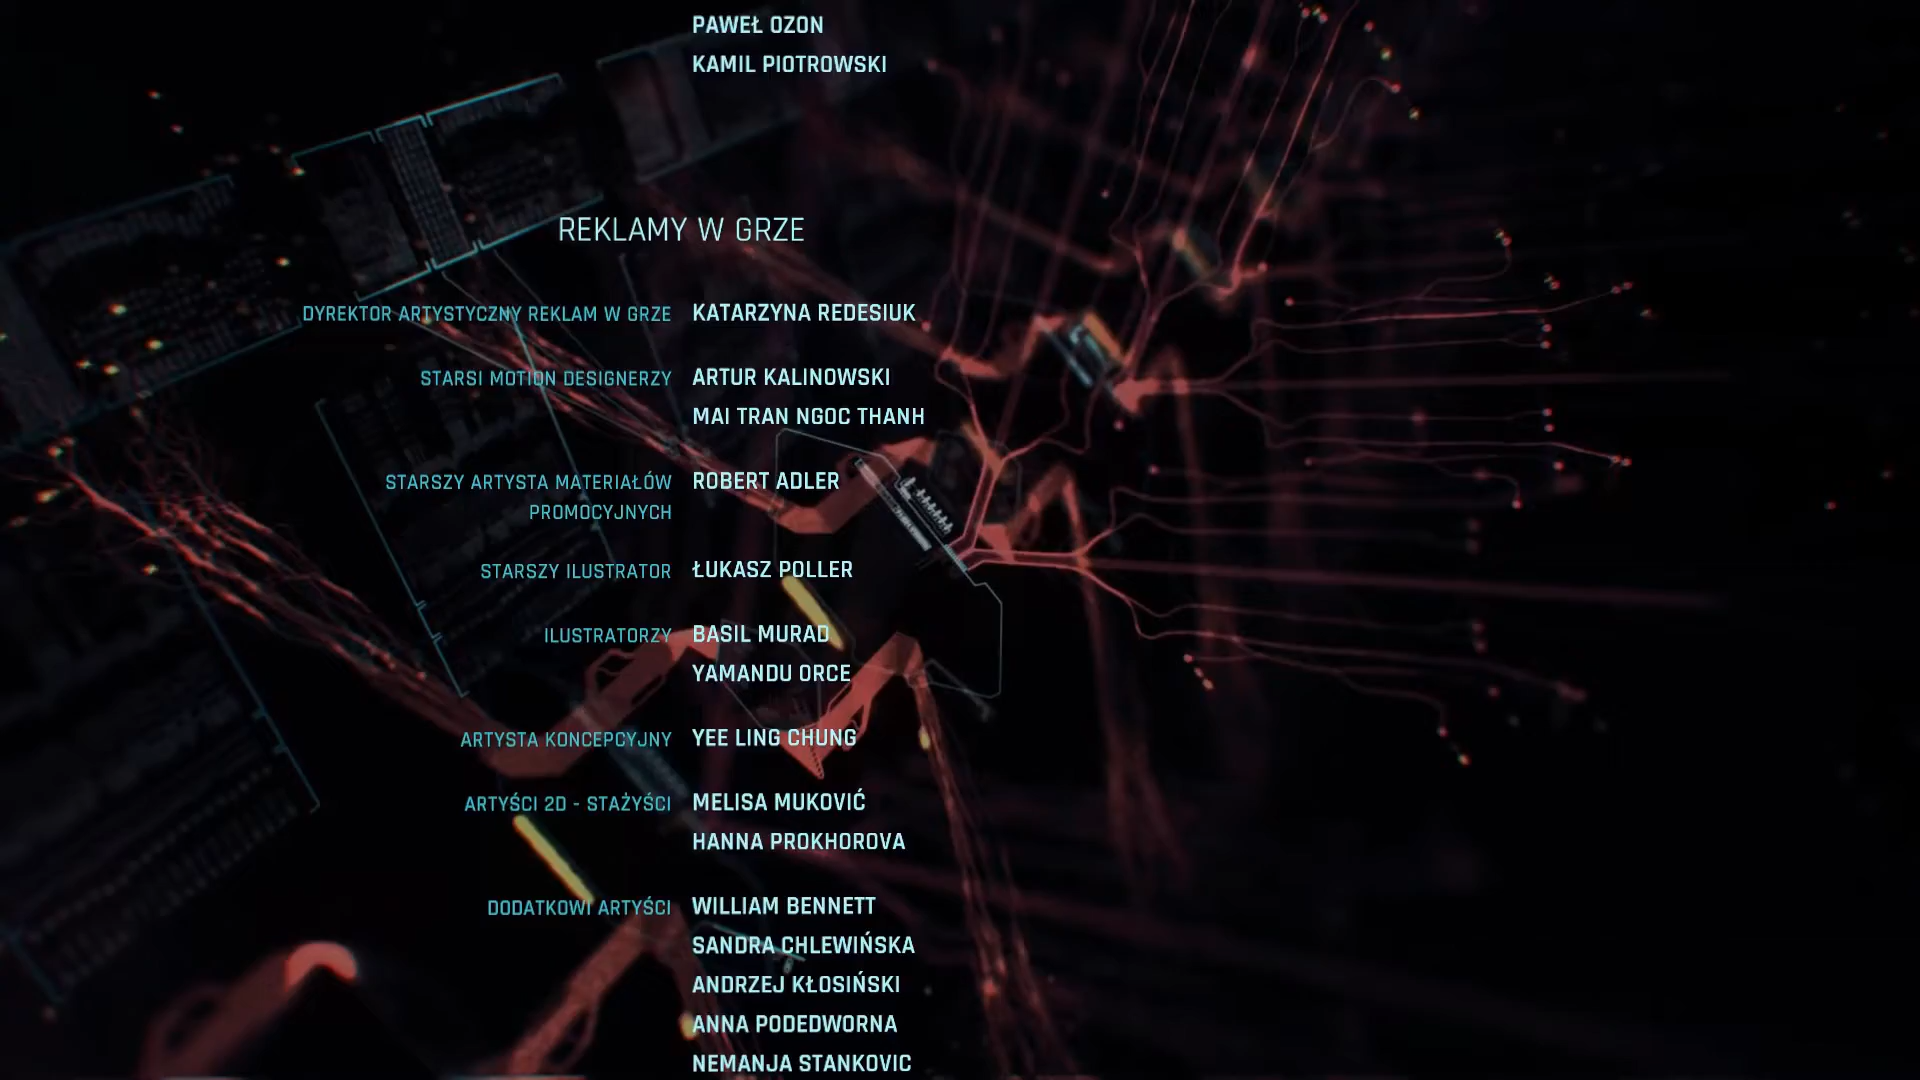 PAWEŁ OZON
KAMIL PIOTROWSKI
REKLAMY W GRZE
DYREKTOR ARTYSTYCZNY REKLAM W GRZE KATARZYNA REDESIUK
STARSI MOTION DESIGNERZY ARTUR KALINOWSKI
MAI TRAN NGOC THANH
STARSZY ARTYSTA MATERIAŁÓW ROBERT ADLER
PROMOCYJNYCH
STARSZY ILUSTRATOR ŁUKASZ POLLER
ILUSTRATORZY BASIL MURAD
YAMANDU ORCE
ARTYSTA KONCEPCYJNY YEE LING CHUNG
ARTYŚCI 2D - STAŻYŚCI MELISA MUKOVIĆ
HANNA PROKHOROVA
DODATKOWI ARTYŚCI WILLIAM BENNETT
SANDRA CHLEWIŃSKA
ANDRZEJ KŁOSIŃSKI
ANNA PODEDWORNA
NEMANJA STANKOVIC